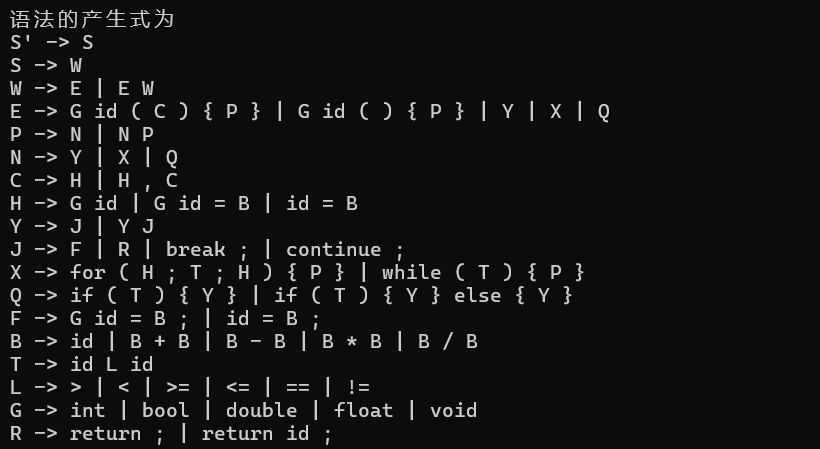 语法的产生式为
S' -> S
S -> W
W -> E | E W
E -> G id ( C ) { P } | G id ( ) { P } | Y | X | Q
P -> N | N P
N -> Y | X | Q
C -> H | H , C
H -> G id | G id = B | id = B
Y -> J | Y J
J -> F | R | break ; | continue ;
X -> for ( H ; T ; H ) { P } | while ( T ) { P }
Q -> if ( T ) { Y } | if ( T ) { Y } else { Y }
F -> G id = B ; | id = B ;
B -> id | B + B | B - B | B * B | B / B
T -> id L id
L -> > | < | >= | <= | == | !=
G -> int | bool | double | float | void
R -> return ; | return id ;